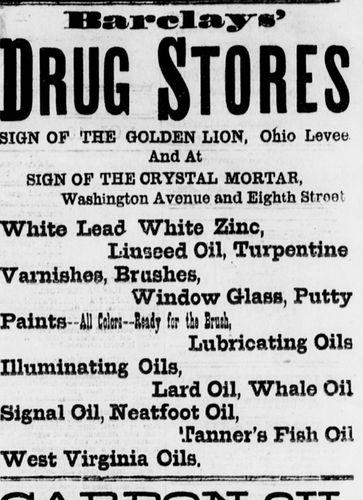 Barclays'
DRUG STORES
SIGN OF THE GOLDEN LION, Ohio Levee
And At
SIGN OF THE CRYSTAL MORTAR,
Washington Avenue and Eighth Street
White Lead White Zinc,
Linseed Oil, Turpentine
Varnishes, Brushes,
Window Glass, Putty
Paints--All Colors--Ready for the Brush,
Lubricating Oils
Illuminating Oils,
Lard Oil, Whale Oil
Signal Oil, Neatfoot Oil,
Tanner's Fish Oil
West Virginia Oils.
CARBON OIL